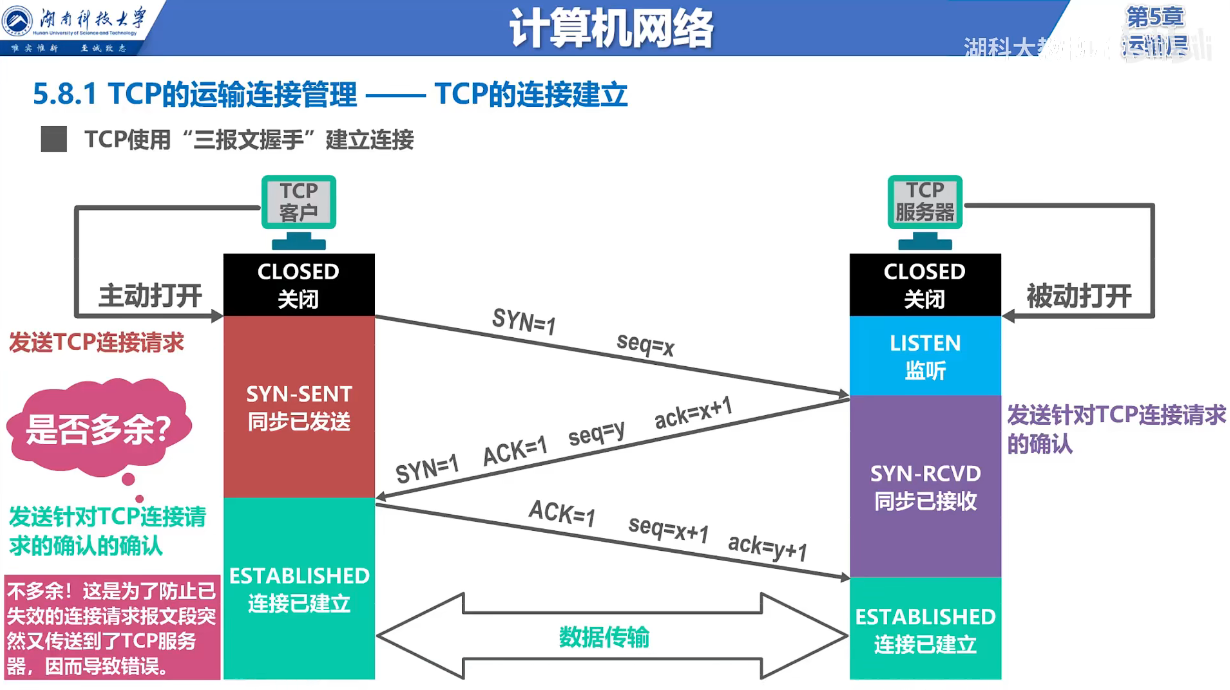 湖南科技大学
Hunan University of Science and Technology
唯实惟新 至诚致志
计算机网络
第5章
运输层
湖科大教
5.8.1 TCP的运输连接管理 —— TCP的连接建立
TCP使用“三报文握手”建立连接
TCP
客户
TCP
服务器
CLOSED
关闭
CLOSED
关闭
主动打开
被动打开
发送TCP连接请求
SYN=1 seq=x
LISTEN
监听
SYN-SENT
同步已发送
是否多余?
SYN=1 ACK=1 seq=y ack=x+1
发送针对TCP连接请求
的确认
SYN-RCVD
同步已接收
发送针对TCP连接请
求的确认的确认
ACK=1 seq=x+1 ack=y+1
ESTABLISHED
连接已建立
不多余！这是为了防止已
失效的连接请求报文段突
然又传送到了TCP服务
器，因而导致错误。
数据传输
ESTABLISHED
连接已建立